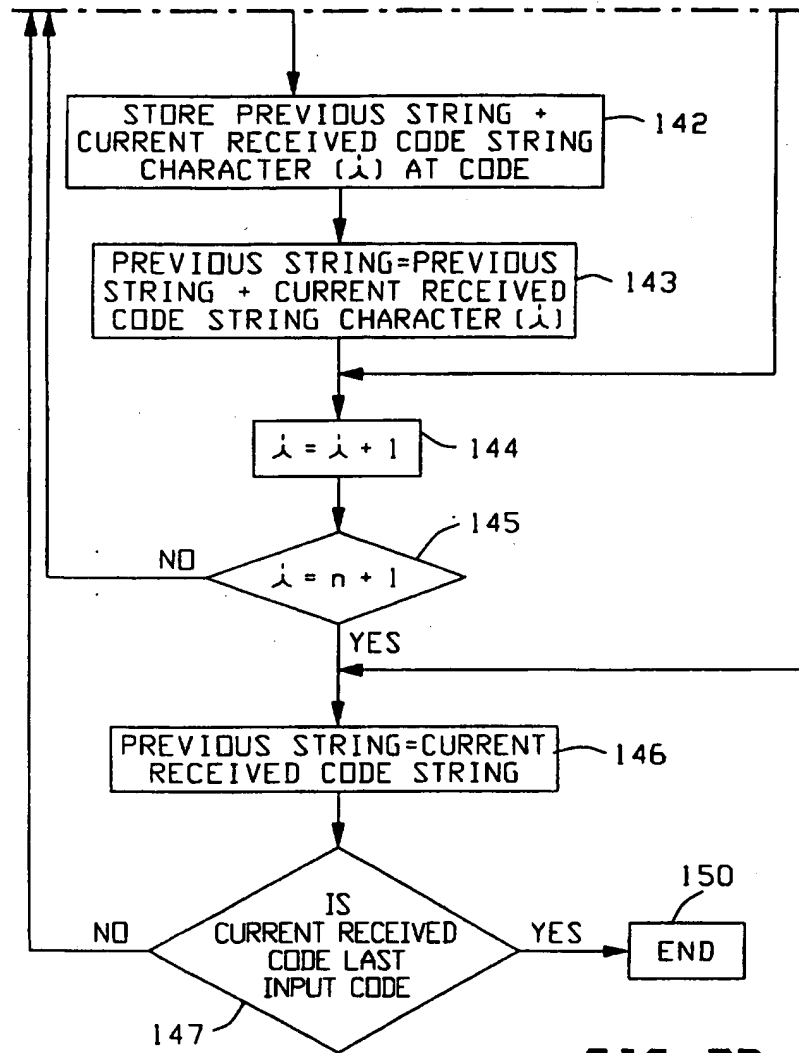 STORE PREVIOUS STRING +
CURRENT RECEIVED CODE STRING
CHARACTER (i) AT CODE
142
PREVIOUS STRING=PREVIOUS
STRING + CURRENT RECEIVED
CODE STRING CHARACTER (i)
143
i = i + 1
144
145
NO
i = n + 1
YES
PREVIOUS STRING=CURRENT
RECEIVED CODE STRING
146
IS
CURRENT RECEIVED
CODE LAST
INPUT CODE
NO
YES
147
150
END